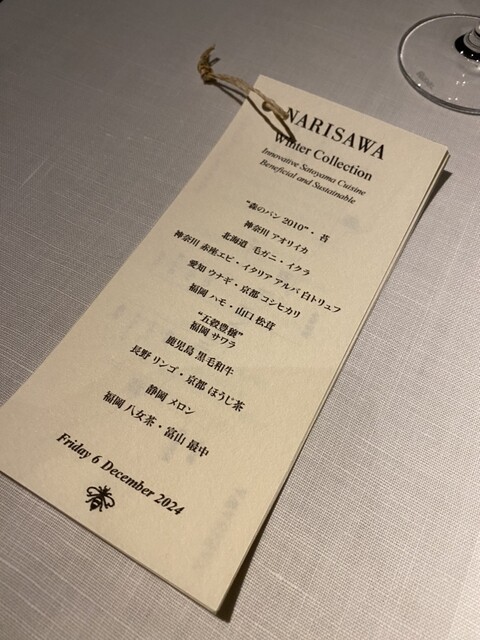 NARISAWA
Winter Collection
Innovative Satoyama Cuisine
Beneficial and Sustainable
"森のパン 2010"・苔
神奈川 アオリイカ
北海道 毛ガニ・イクラ
神奈川 赤座エビ・イタリア アルバ 白トリュフ
愛知 ウナギ・京都 コシヒカリ
福岡 ハモ・山口 松茸
"五穀豊穣"
福岡 サワラ
鹿児島 黒毛和牛
長野 リンゴ・京都 ほうじ茶
静岡 メロン
福岡 八女茶・富山 最中
Friday 6 December 2024